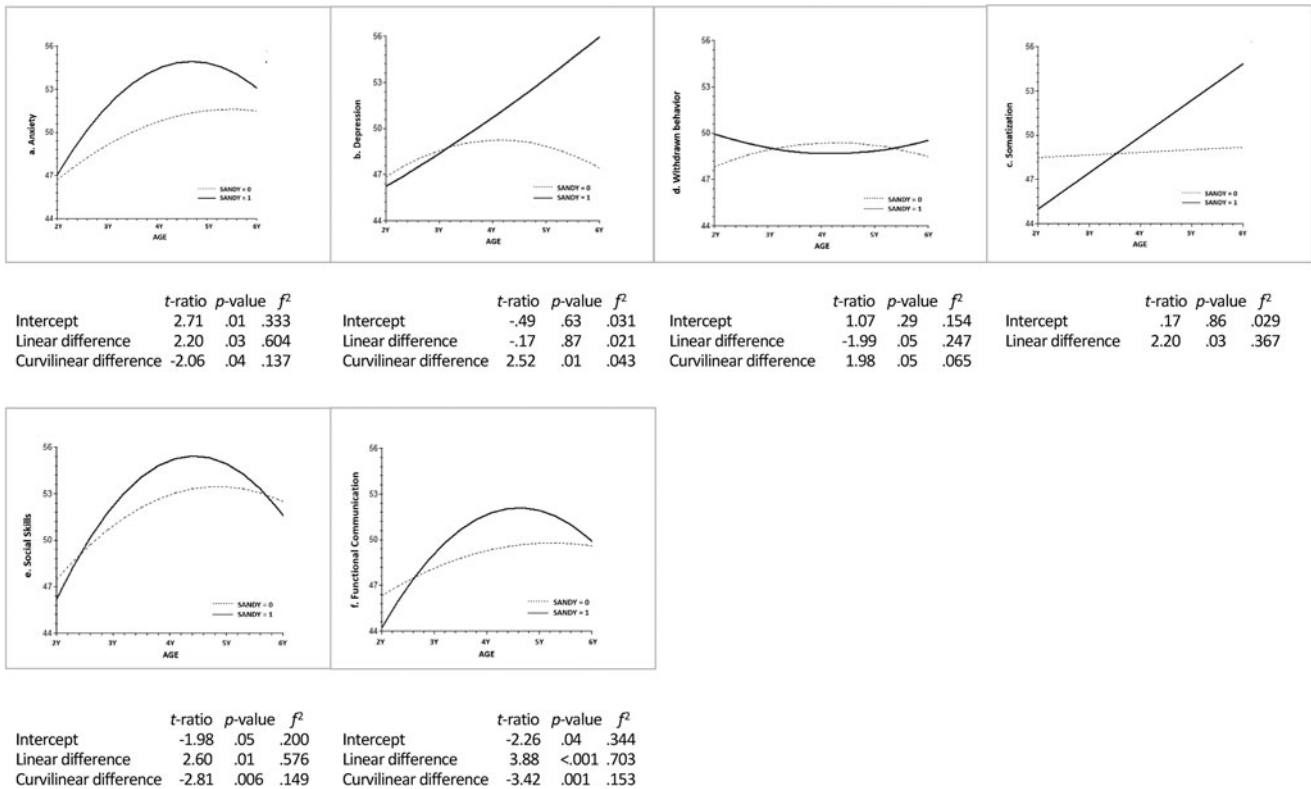 56
53
50
47
44
a. Anxiety
SANDY = 0
SANDY = 1
2Y 3Y 4Y 5Y 6Y
AGE
56
53
50
47
44
b. Depression
SANDY = 0
SANDY = 1
2Y 3Y 4Y 5Y 6Y
AGE
56
53
50
47
44
d. Withdrawn behavior
SANDY = 0
SANDY = 1
2Y 3Y 4Y 5Y 6Y
AGE
56
53
50
47
44
c. Somatization
SANDY = 0
SANDY = 1
2Y 3Y 4Y 5Y 6Y
AGE
t-ratio p-value f²
Intercept 2.71 .01 .333
Linear difference 2.20 .03 .604
Curvilinear difference -2.06 .04 .137
t-ratio p-value f²
Intercept -.49 .63 .031
Linear difference -.17 .87 .021
Curvilinear difference 2.52 .01 .043
t-ratio p-value f²
Intercept 1.07 .29 .154
Linear difference -1.99 .05 .247
Curvilinear difference 1.98 .05 .065
t-ratio p-value f²
Intercept .17 .86 .029
Linear difference 2.20 .03 .367
56
53
50
47
44
e. Social Skills
SANDY = 0
SANDY = 1
2Y 3Y 4Y 5Y 6Y
AGE
56
53
50
47
44
f. Functional Communication
SANDY = 0
SANDY = 1
2Y 3Y 4Y 5Y 6Y
AGE
t-ratio p-value f²
Intercept -1.98 .05 .200
Linear difference 2.60 .01 .576
Curvilinear difference -2.81 .006 .149
t-ratio p-value f²
Intercept -2.26 .04 .344
Linear difference 3.88 <.001 .703
Curvilinear difference -3.42 .001 .153